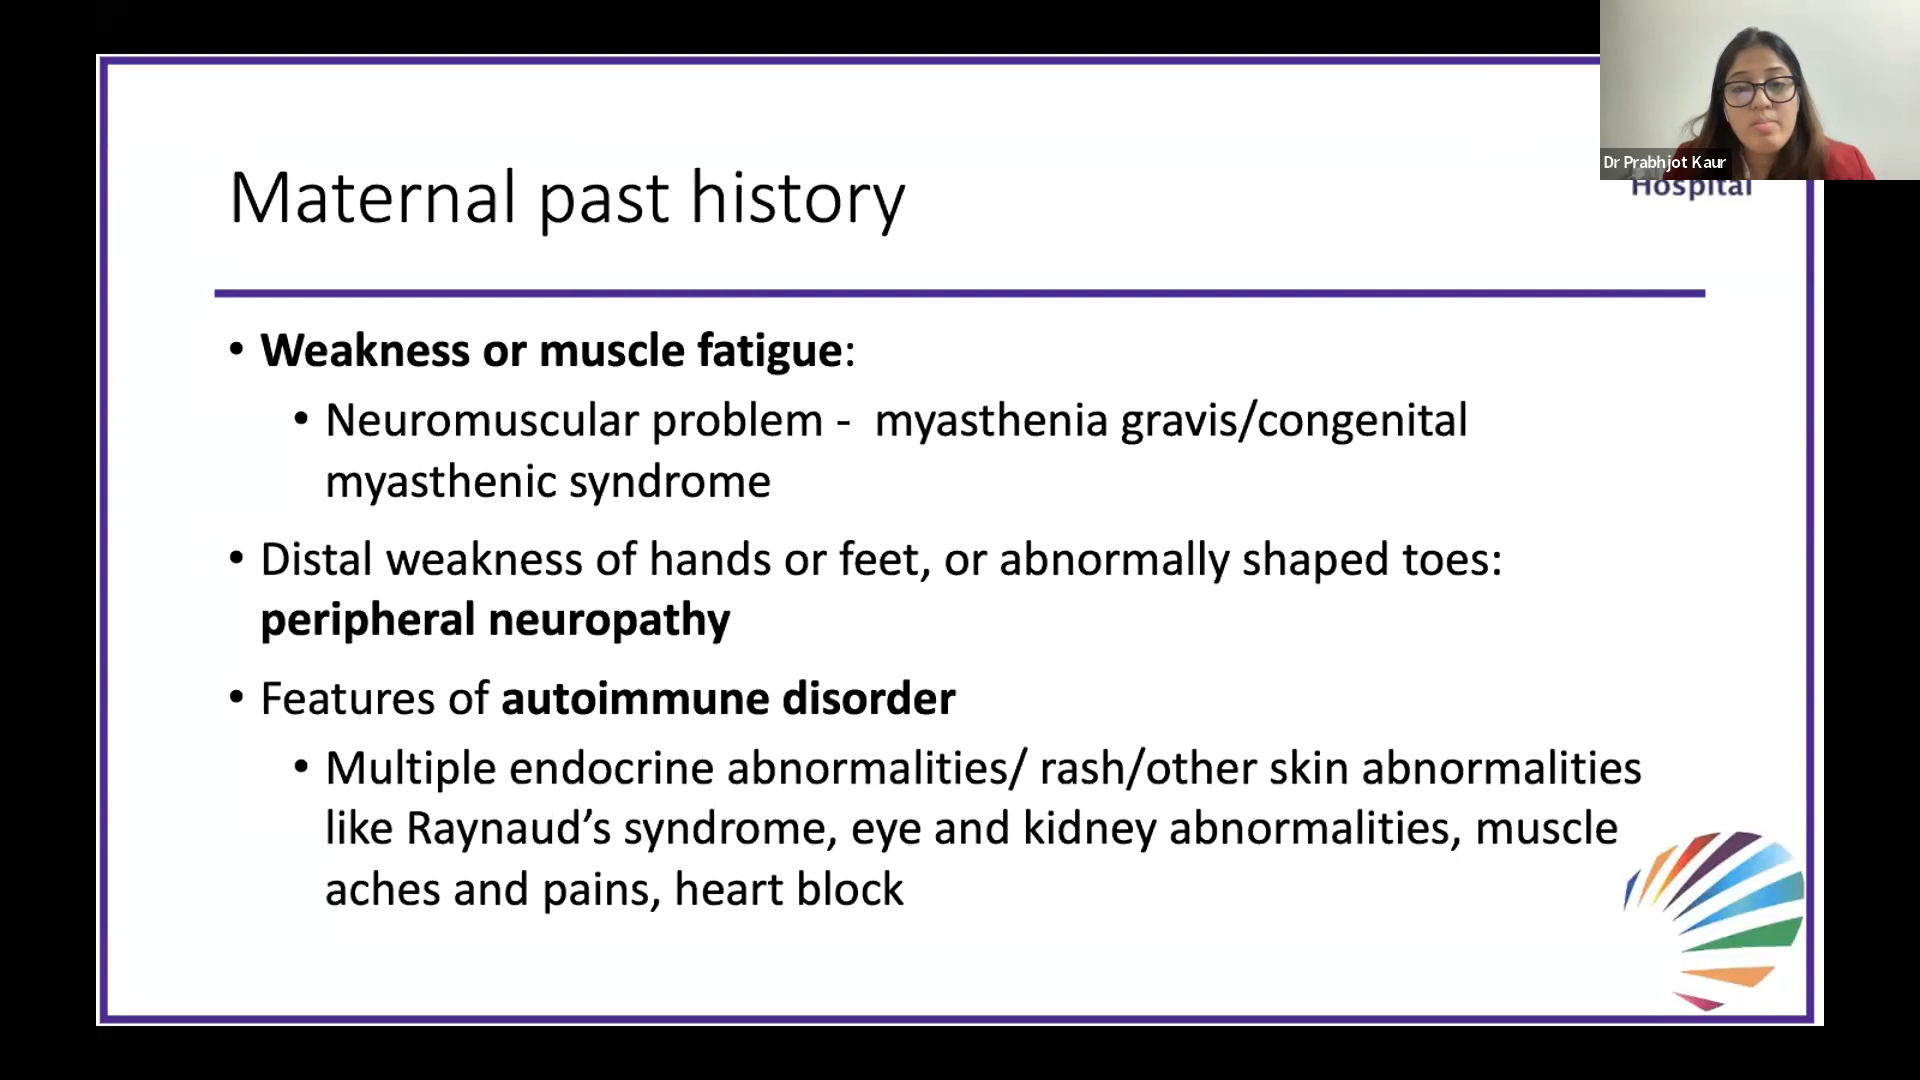 Dr Prabhjot Kaur
Hospital
Maternal past history
• Weakness or muscle fatigue:
• Neuromuscular problem - myasthenia gravis/congenital
myasthenic syndrome
• Distal weakness of hands or feet, or abnormally shaped toes:
peripheral neuropathy
• Features of autoimmune disorder
• Multiple endocrine abnormalities/ rash/other skin abnormalities
like Raynaud’s syndrome, eye and kidney abnormalities, muscle
aches and pains, heart block